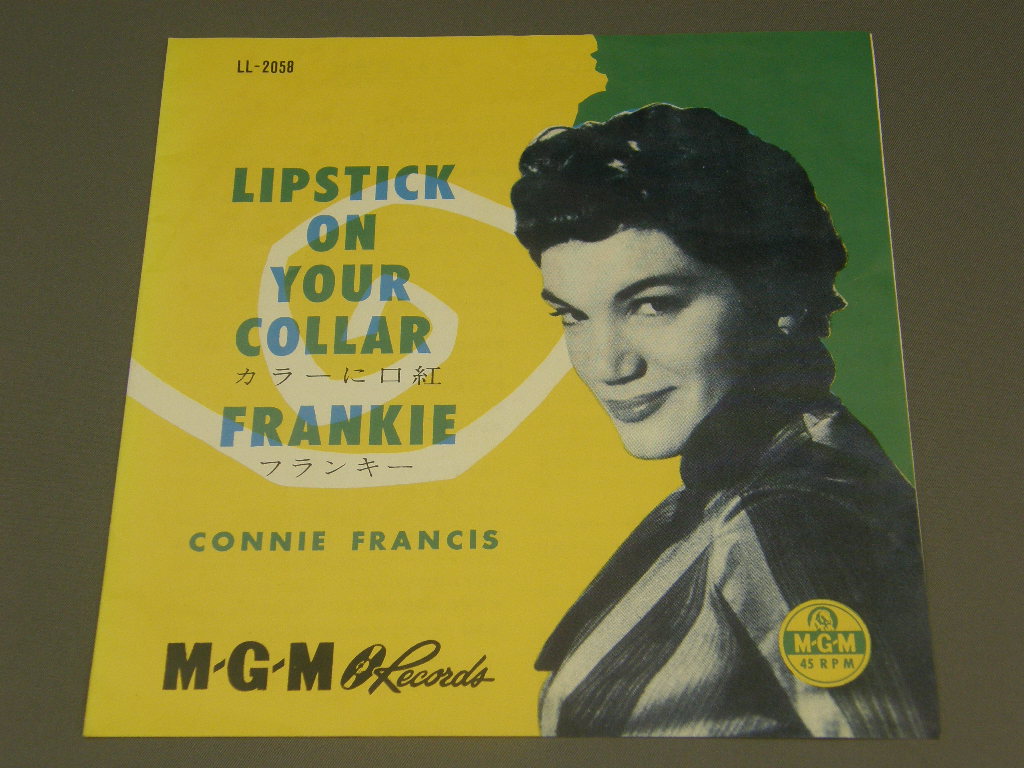 LL-2058
LIPSTICK
ON
YOUR
COLLAR
カラーに口紅
FRANKIE
フランキー
CONNIE FRANCIS
M-G-M Records
M-G-M
45 RPM